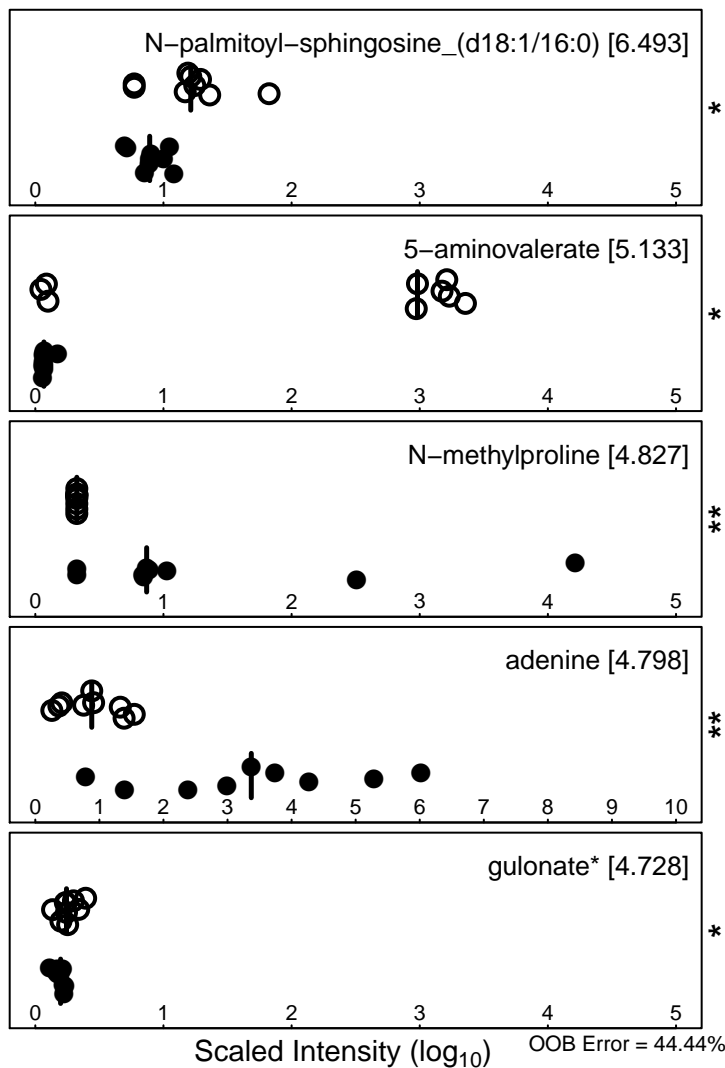 N−palmitoyl−sphingosine_(d18:1/16:0) [6.493]
*
0 1 2 3 4 5
5−aminovalerate [5.133]
*
0 1 2 3 4 5
N−methylproline [4.827]
**
0 1 2 3 4 5
adenine [4.798]
**
0 1 2 3 4 5 6 7 8 9 10
gulonate* [4.728]
*
0 1 2 3 4 5
Scaled Intensity (log10) OOB Error = 44.44%